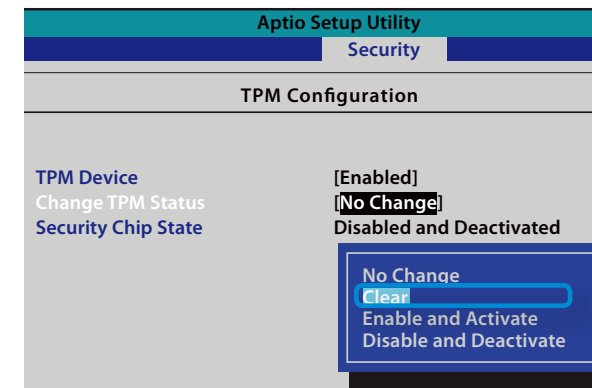 Aptio Setup Utility
Security
TPM Configuration
TPM Device [Enabled]
Change TPM Status [No Change]
Security Chip State Disabled and Deactivated
No Change
Clear
Enable and Activate
Disable and Deactivate